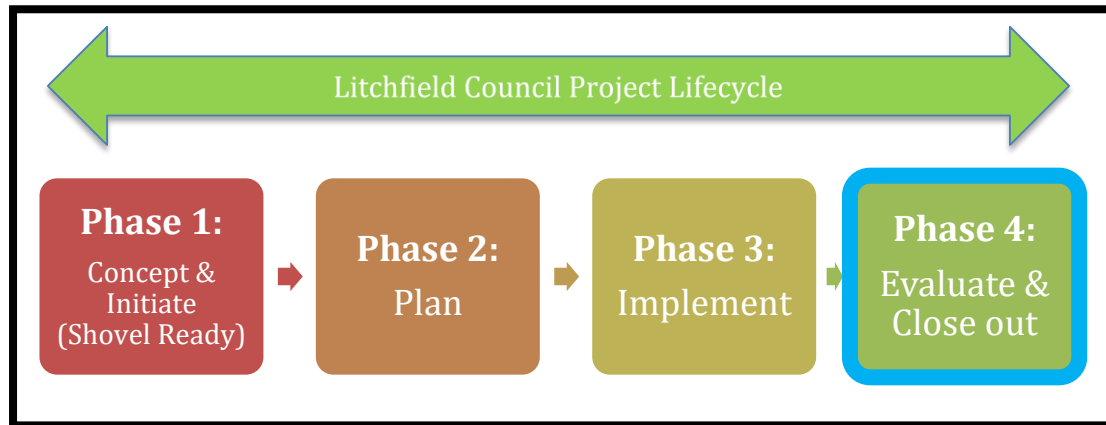 Litchfield Council Project Lifecycle
Phase 1:
Concept &
Initiate
(Shovel Ready)
Phase 2:
Plan
Phase 3:
Implement
Phase 4:
Evaluate &
Close out